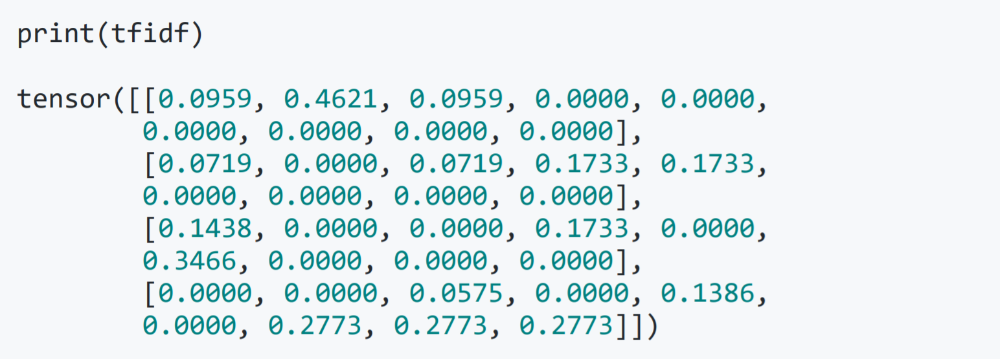 print(tfidf)
tensor([[0.0959, 0.4621, 0.0959, 0.0000, 0.0000,
0.0000, 0.0000, 0.0000, 0.0000],
[0.0719, 0.0000, 0.0719, 0.1733, 0.1733,
0.0000, 0.0000, 0.0000, 0.0000],
[0.1438, 0.0000, 0.0000, 0.1733, 0.0000,
0.3466, 0.0000, 0.0000, 0.0000],
[0.0000, 0.0000, 0.0575, 0.0000, 0.1386,
0.0000, 0.2773, 0.2773, 0.2773]])